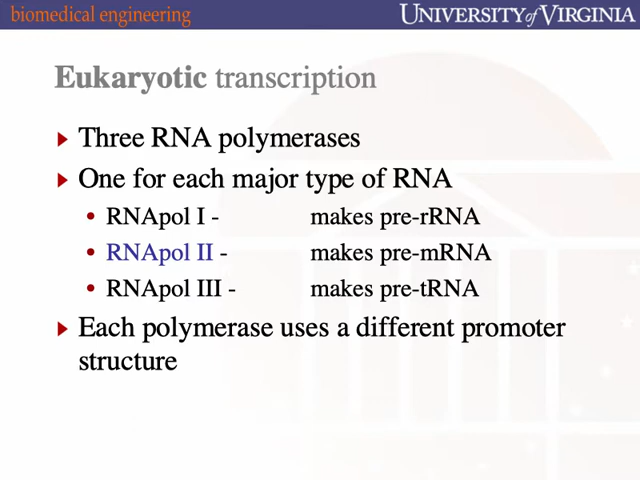 biomedical engineering
UNIVERSITY of VIRGINIA
Eukaryotic transcription
Three RNA polymerases
One for each major type of RNA
• RNApol I - makes pre-rRNA
• RNApol II - makes pre-mRNA
• RNApol III - makes pre-tRNA
Each polymerase uses a different promoter
structure